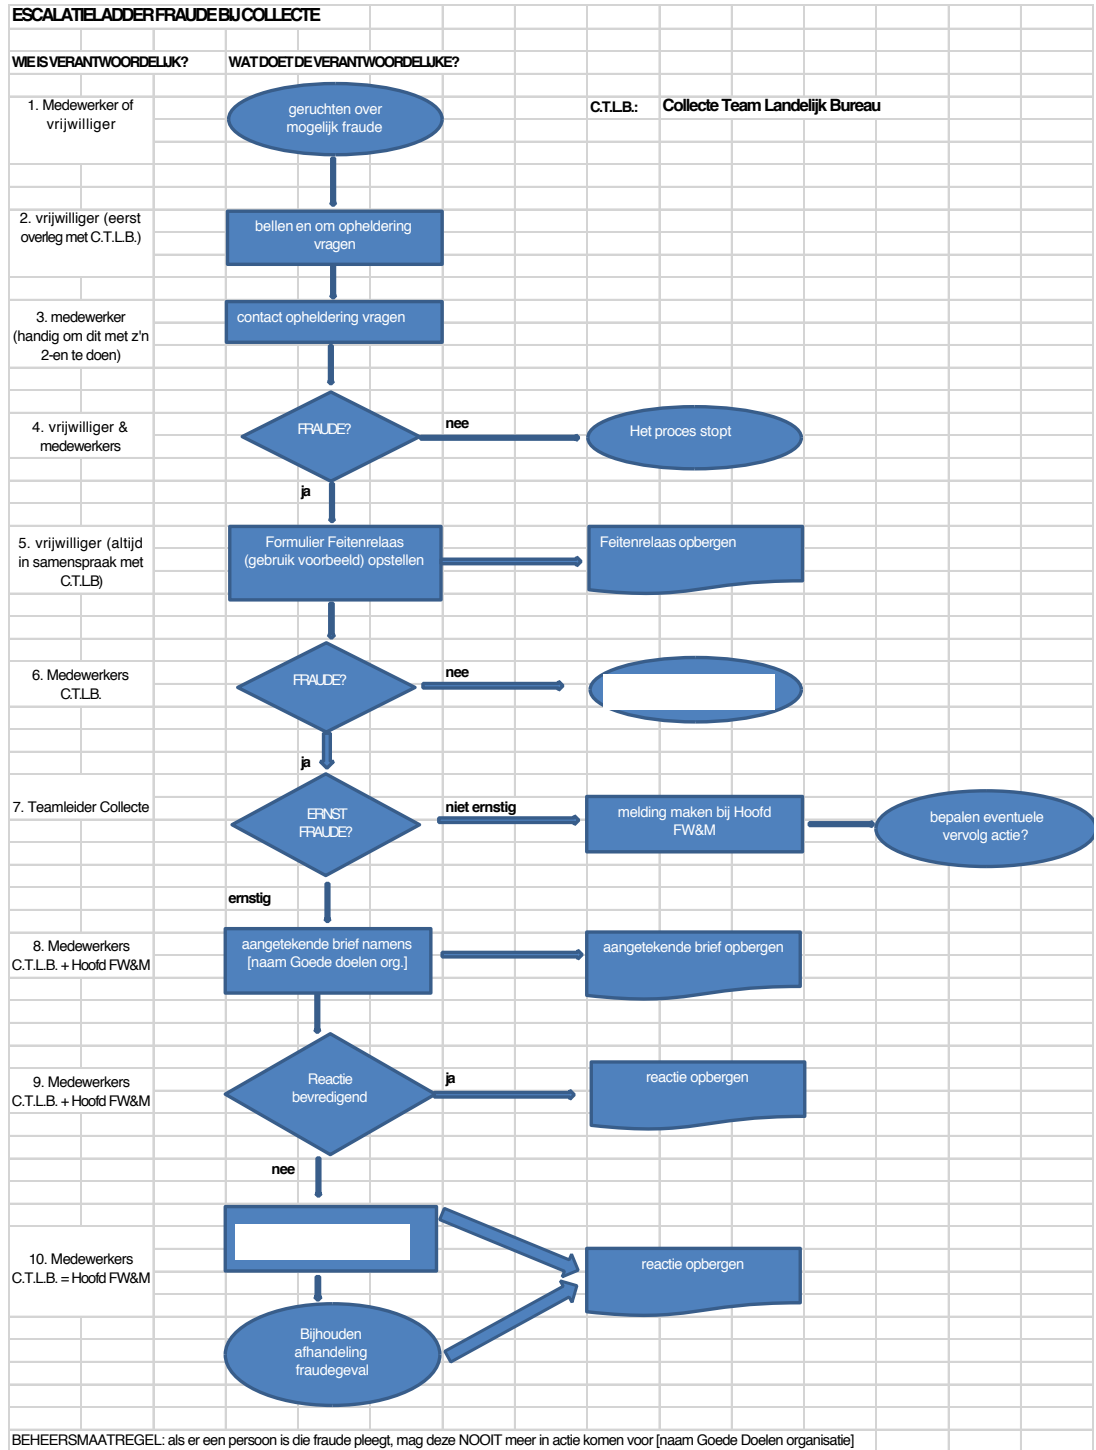 ESCALATIELADDER FRAUDE BIJ COLLECTE
WIE IS VERANTWOORDELIJK? WAT DOET DE VERANTWOORDELIJKE?
1. Medewerker of
vrijwilliger
geruchten over
mogelijk fraude
C.T.L.B.: Collecte Team Landelijk Bureau
2. vrijwilliger (eerst
overleg met C.T.L.B.)
bellen en om opheldering
vragen
3. medewerker
(handig om dit met z'n
2-en te doen)
contact opheldering vragen
4. vrijwilliger &
medewerkers
FRAUDE?
nee
Het proces stopt
ja
5. vrijwilliger (altijd
in samenspraak met
C.T.L.B)
Formulier Feitenrelaas
(gebruik voorbeeld) opstellen
Feitenrelaas opbergen
6. Medewerkers
C.T.L.B.
FRAUDE?
nee
ja
7. Teamleider Collecte
ERNST
FRAUDE?
niet ernstig
melding maken bij Hoofd
FW&M
bepalen eventuele
vervolg actie?
ernstig
8. Medewerkers
C.T.L.B. + Hoofd FW&M
aangetekende brief namens
[naam Goede doelen org.]
aangetekende brief opbergen
9. Medewerkers
C.T.L.B. + Hoofd FW&M
Reactie
bevredigend
ja
reactie opbergen
nee
10. Medewerkers
C.T.L.B. = Hoofd FW&M
reactie opbergen
Bijhouden
afhandeling
fraudegeval
BEHEERSMAATREGEL: als er een persoon is die fraude pleegt, mag deze NOOIT meer in actie komen voor [naam Goede Doelen organisatie]